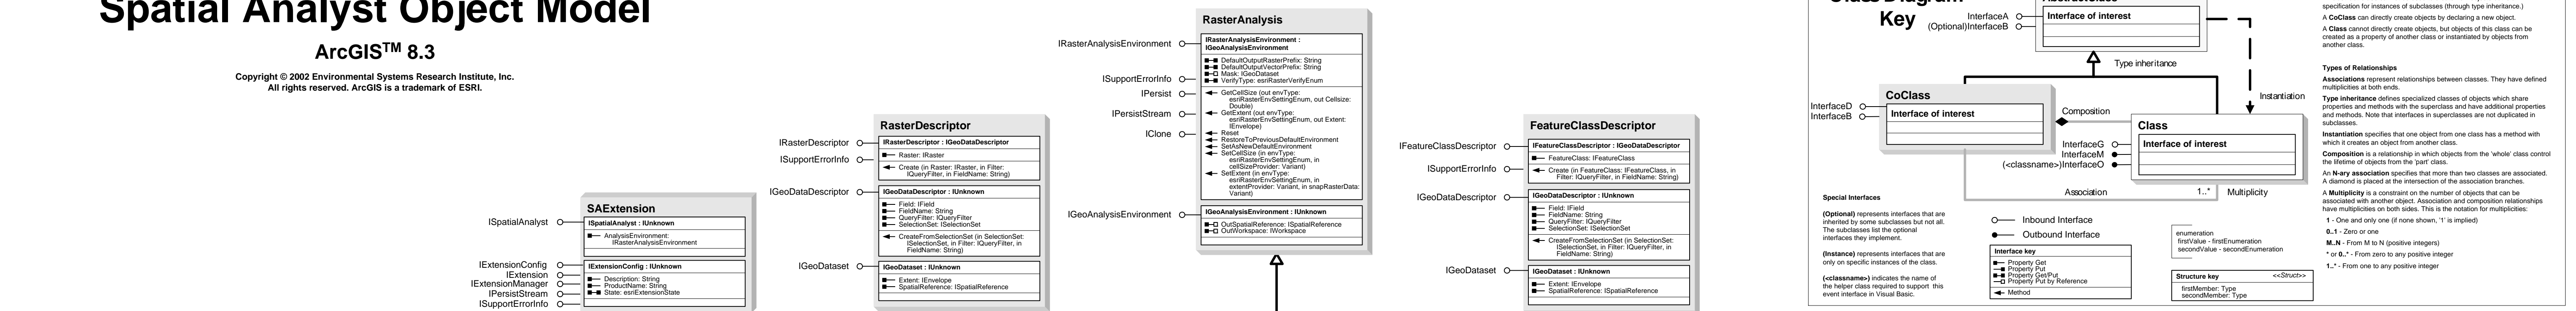 Spatial Analyst Object Model
ArcGIS™ 8.3
Copyright © 2002 Environmental Systems Research Institute, Inc.
All rights reserved. ArcGIS is a trademark of ESRI.
SAExtension
ISpatialAnalyst
ISpatialAnalyst : IUnknown
AnalysisEnvironment:
IRasterAnalysisEnvironment
IExtensionConfig
IExtension
IExtensionManager
IPersistStream
ISupportErrorInfo
IExtensionConfig : IUnknown
Description: String
ProductName: String
State: esriExtensionState
RasterDescriptor
IRasterDescriptor
ISupportErrorInfo
IGeoDataDescriptor
IGeoDataset
IRasterDescriptor : IGeoDataDescriptor
Raster: IRaster
Create (in Raster: IRaster, in Filter:
IQueryFilter, in FieldName: String)
IGeoDataDescriptor : IUnknown
Field: IField
FieldName: String
QueryFilter: IQueryFilter
SelectionSet: ISelectionSet
CreateFromSelectionSet (in SelectionSet:
ISelectionSet, in Filter: IQueryFilter, in
FieldName: String)
IGeoDataset : IUnknown
Extent: IEnvelope
SpatialReference: ISpatialReference
RasterAnalysis
IRasterAnalysisEnvironment
ISupportErrorInfo
IPersist
IPersistStream
IClone
IGeoAnalysisEnvironment
IRasterAnalysisEnvironment :
IGeoAnalysisEnvironment
DefaultOutputRasterPrefix: String
DefaultOutputVectorPrefix: String
Mask: IGeoDataset
VerifyType: esriRasterVerifyEnum
GetCellSize (out envType:
esriRasterEnvSettingEnum, out Cellsize:
Double)
GetExtent (out envType:
esriRasterEnvSettingEnum, out Extent:
IEnvelope)
Reset
RestoreToPreviousDefaultEnvironment
SetAsNewDefaultEnvironment
SetCellSize (in envType:
esriRasterEnvSettingEnum, in
cellSizeProvider: Variant)
SetExtent (in envType:
esriRasterEnvSettingEnum, in
extentProvider: Variant, in snapRasterData:
Variant)
IGeoAnalysisEnvironment : IUnknown
OutSpatialReference: ISpatialReference
OutWorkspace: IWorkspace
FeatureClassDescriptor
IFeatureClassDescriptor
ISupportErrorInfo
IGeoDataDescriptor
IGeoDataset
IFeatureClassDescriptor : IGeoDataDescriptor
FeatureClass: IFeatureClass
Create (in FeatureClass: IFeatureClass, in
Filter: IQueryFilter, in FieldName: String)
IGeoDataDescriptor : IUnknown
Field: IField
FieldName: String
QueryFilter: IQueryFilter
SelectionSet: ISelectionSet
CreateFromSelectionSet (in SelectionSet:
ISelectionSet, in Filter: IQueryFilter, in
FieldName: String)
IGeoDataset : IUnknown
Extent: IEnvelope
SpatialReference: ISpatialReference
Class Diagram
Key
AbstractClass
InterfaceA
(Optional)InterfaceB
Interface of interest
Type inheritance
Instantiation
CoClass
InterfaceD
InterfaceB
Interface of interest
Composition
Class
InterfaceG
InterfaceM
(<classname>)InterfaceO
Interface of interest
Association
1..*
Multiplicity
Special Interfaces
(Optional) represents interfaces that are
inherited by some subclasses but not all.
The subclasses list the optional
interfaces they implement.
(Instance) represents interfaces that are
only on specific instances of the class.
(<classname>) indicates the name of
the helper class required to support this
event interface in Visual Basic.
Inbound Interface
Outbound Interface
Interface key
Property Get
Property Put
Property Get/Put
Property Put by Reference
Method
enumeration
firstValue - firstEnumeration
secondValue - secondEnumeration
Structure key
<<Struct>>
firstMember: Type
secondMember: Type
specification for instances of subclasses (through type inheritance.)
A CoClass can directly create objects by declaring a new object.
A Class cannot directly create objects, but objects of this class can be
created as a property of another class or instantiated by objects from
another class.
Types of Relationships
Associations represent relationships between classes. They have defined
multiplicities at both ends.
Type inheritance defines specialized classes of objects which share
properties and methods with the superclass and have additional properties
and methods. Note that interfaces in superclasses are not duplicated in
subclasses.
Instantiation specifies that one object from one class has a method with
which it creates an object from another class.
Composition is a relationship in which objects from the 'whole' class control
the lifetime of objects from the 'part' class.
An N-ary association specifies that more than two classes are associated.
A diamond is placed at the intersection of the association branches.
A Multiplicity is a constraint on the number of objects that can be
associated with another object. Association and composition relationships
have multiplicities on both sides. This is the notation for multiplicities:
1 - One and only one (if none shown, '1' is implied)
0..1 - Zero or one
M..N - From M to N (positive integers)
* or 0..* - From zero to any positive integer
1..* - From one to any positive integer